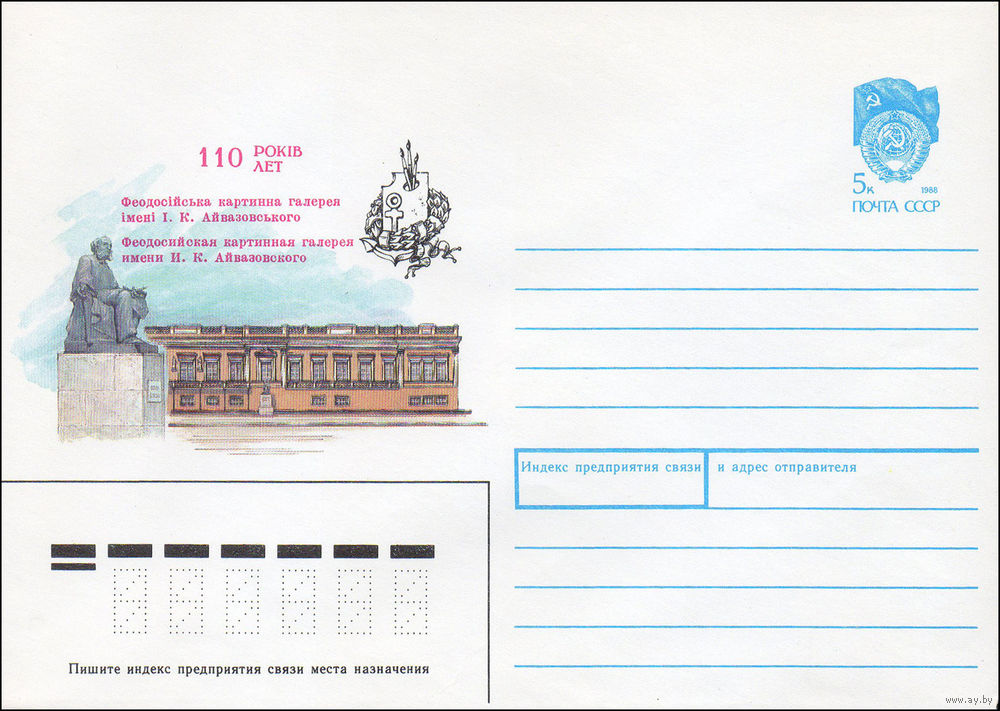 110 РОКІВ
ЛЕТ
Феодосійська картинна галерея
імені І. К. Айвазовського
Феодосийская картинная галерея
имени И. К. Айвазовского
5к 1988
ПОЧТА СССР
Индекс предприятия связи
и адрес отправителя
Пишите индекс предприятия связи места назначения
www.ay.by